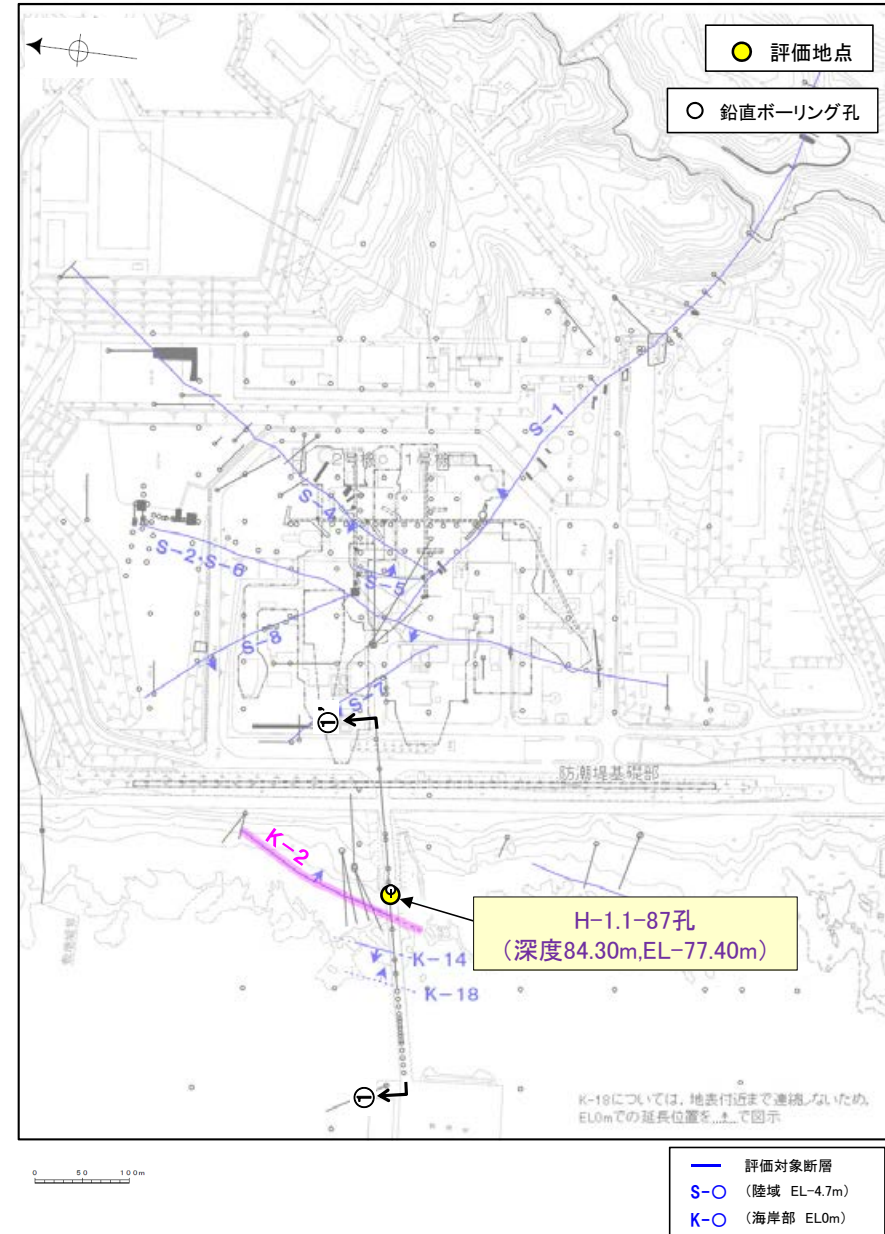 評価地点
鉛直ボーリング孔
S-1
2号機
1号機
S-4
S-2・S-6
S-5
S-8
S-7
①'
防潮堤基礎部
K-2
H-1.1-87孔
(深度84.30m,EL-77.40m)
K-14
K-18
①
K-18については、地表付近まで連続しないため、
EL0mでの延長位置を...で図示
0 50 100m
評価対象断層
S-○ (陸域 EL-4.7m)
K-○ (海岸部 EL0m)